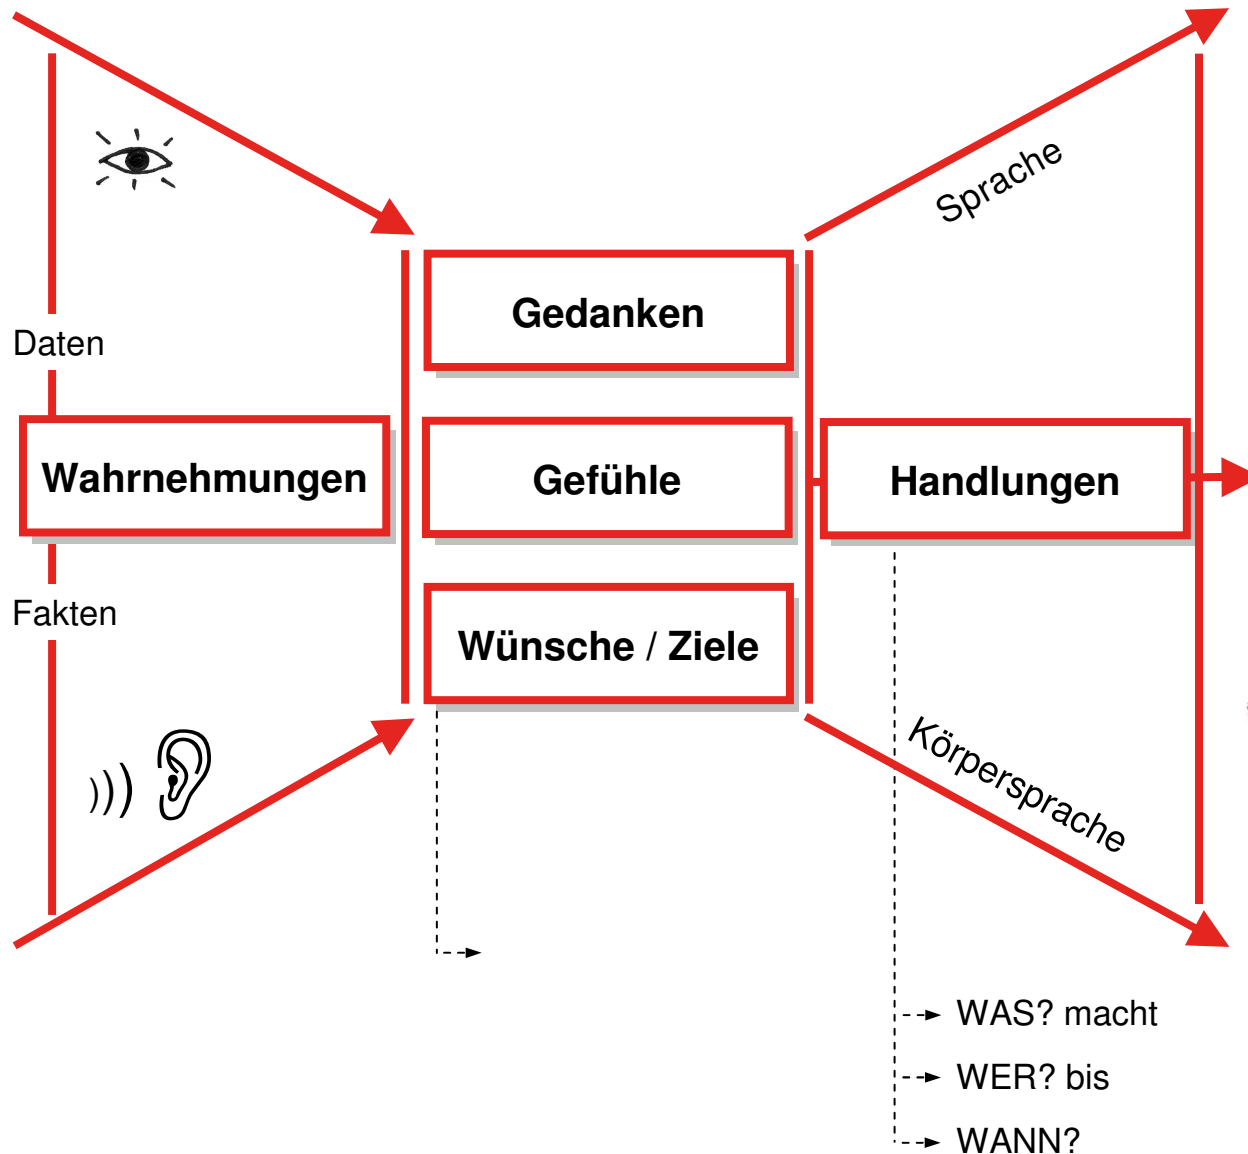 Sprache
Gedanken
Daten
Wahrnehmungen
Gefühle
Handlungen
Fakten
Wünsche / Ziele
Körpersprache
WAS? macht
WER? bis
WANN?